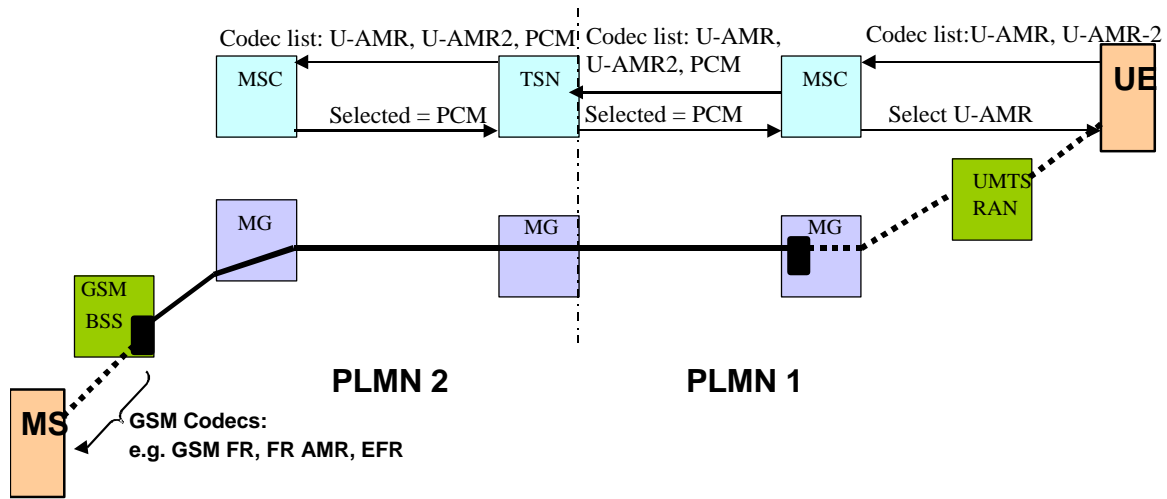 Codec list: U-AMR, U-AMR2, PCM
Codec list: U-AMR,
U-AMR2, PCM
Codec list:U-AMR, U-AMR-2
MSC
TSN
MSC
UE
Selected = PCM
Selected = PCM
Select U-AMR
UMTS
RAN
MG
MG
MG
GSM
BSS
PLMN 2
PLMN 1
MS
GSM Codecs:
e.g. GSM FR, FR AMR, EFR